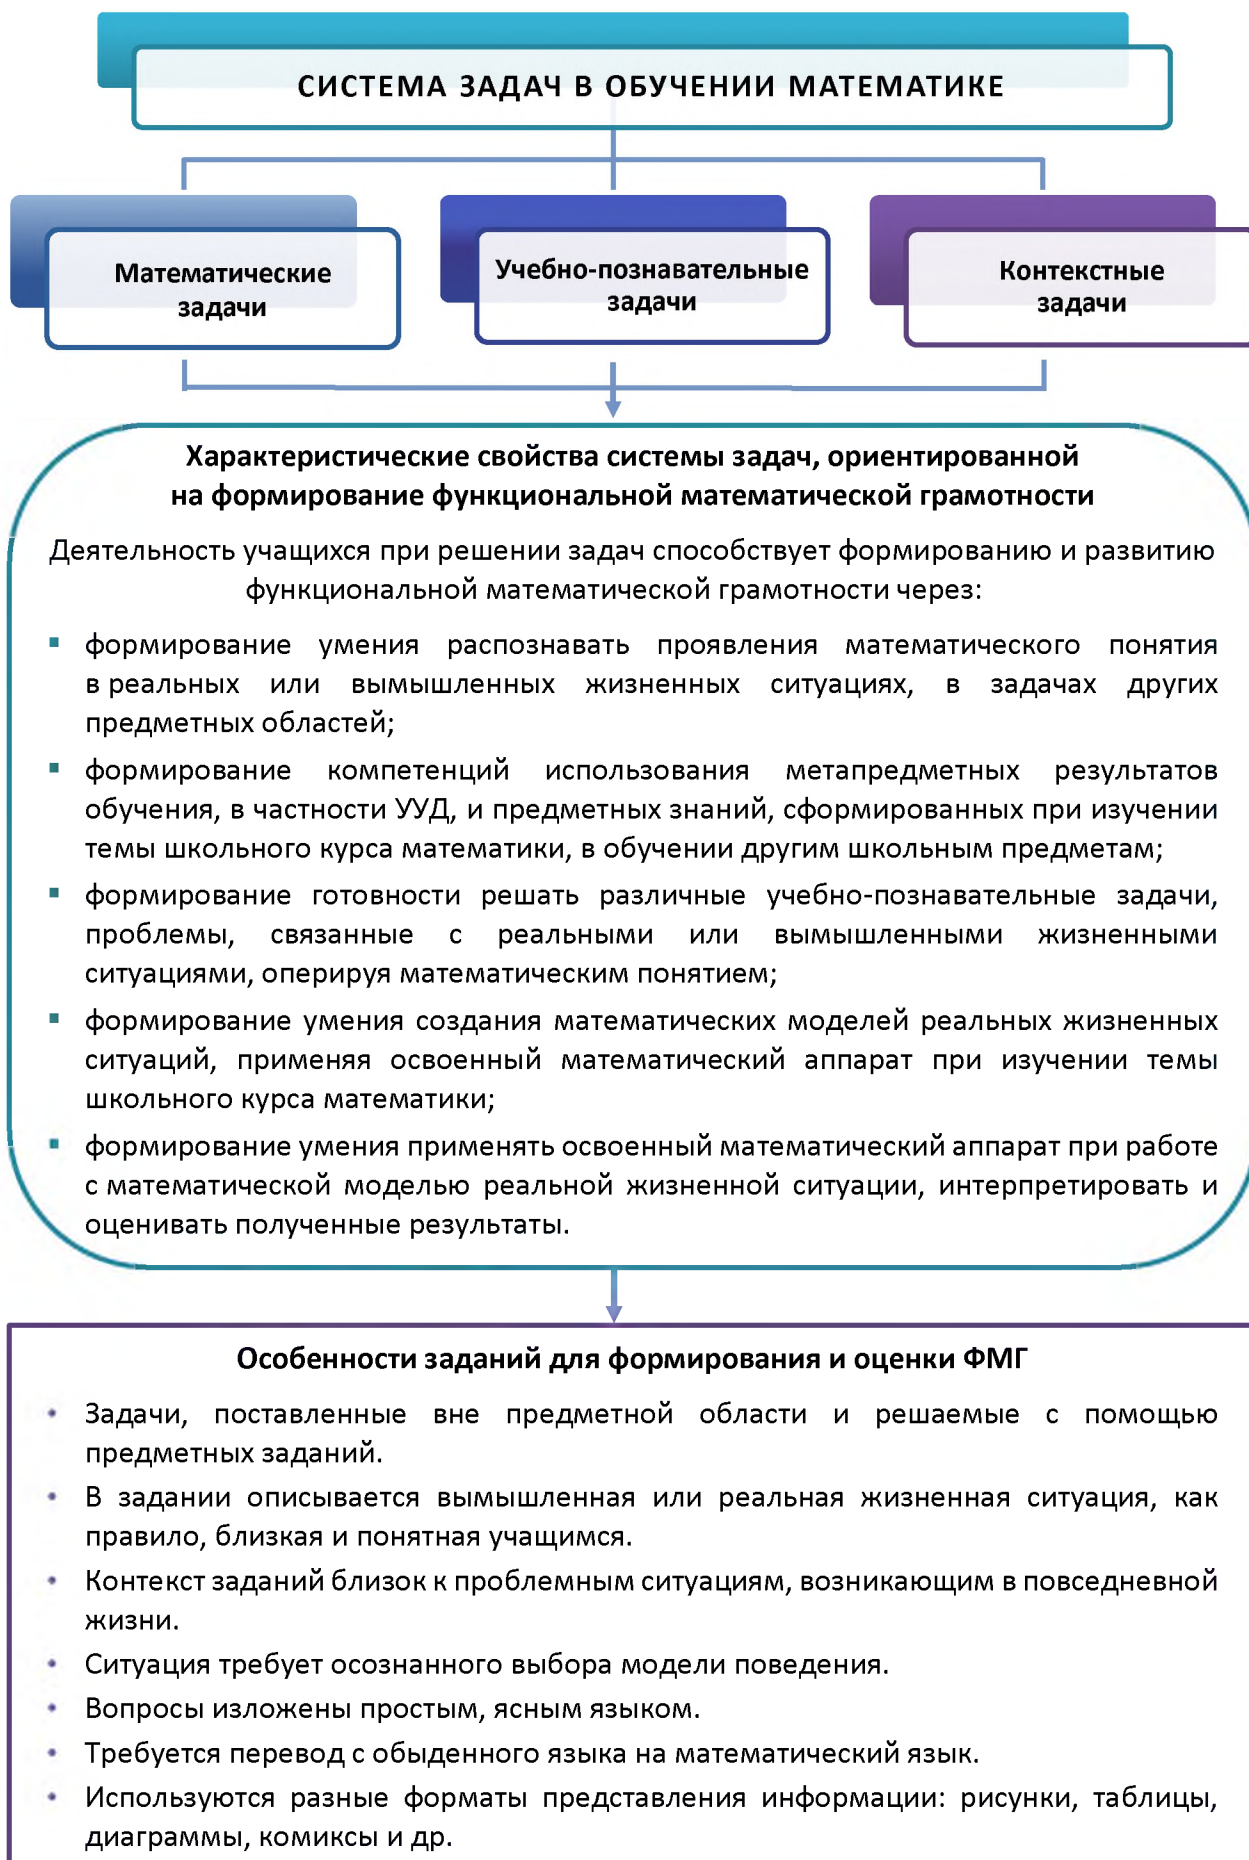 СИСТЕМА ЗАДАЧ В ОБУЧЕНИИ МАТЕМАТИКЕ
Математические
задачи
Учебно-познавательные
задачи
Контекстные
задачи
Характеристические свойства системы задач, ориентированной
на формирование функциональной математической грамотности
Деятельность учащихся при решении задач способствует формированию и развитию
функциональной математической грамотности через:
▪ формирование умения распознавать проявления математического понятия
в реальных или вымышленных жизненных ситуациях, в задачах других
предметных областей;
▪ формирование компетенций использования метапредметных результатов
обучения, в частности УУД, и предметных знаний, сформированных при изучении
темы школьного курса математики, в обучении другим школьным предметам;
▪ формирование готовности решать различные учебно-познавательные задачи,
проблемы, связанные с реальными или вымышленными жизненными
ситуациями, оперируя математическим понятием;
▪ формирование умения создания математических моделей реальных жизненных
ситуаций, применяя освоенный математический аппарат при изучении темы
школьного курса математики;
▪ формирование умения применять освоенный математический аппарат при работе
с математической моделью реальной жизненной ситуации, интерпретировать и
оценивать полученные результаты.
Особенности заданий для формирования и оценки ФМГ
• Задачи, поставленные вне предметной области и решаемые с помощью
предметных заданий.
• В задании описывается вымышленная или реальная жизненная ситуация, как
правило, близкая и понятная учащимся.
• Контекст заданий близок к проблемным ситуациям, возникающим в повседневной
жизни.
• Ситуация требует осознанного выбора модели поведения.
• Вопросы изложены простым, ясным языком.
• Требуется перевод с обыденного языка на математический язык.
• Используются разные форматы представления информации: рисунки, таблицы,
диаграммы, комиксы и др.